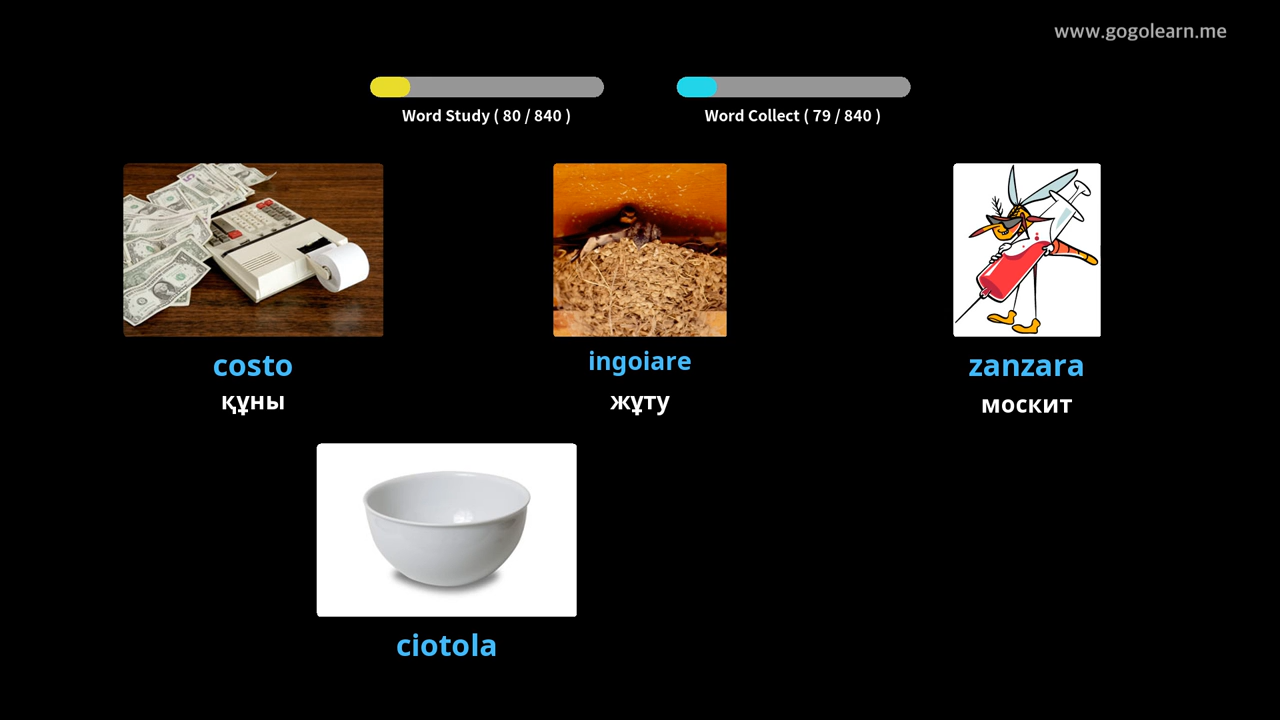 www.gogolearn.me
Word Study ( 80 / 840 )
Word Collect ( 79 / 840 )
costo
ingoiare
zanzara
құны
жұту
москит
ciotola